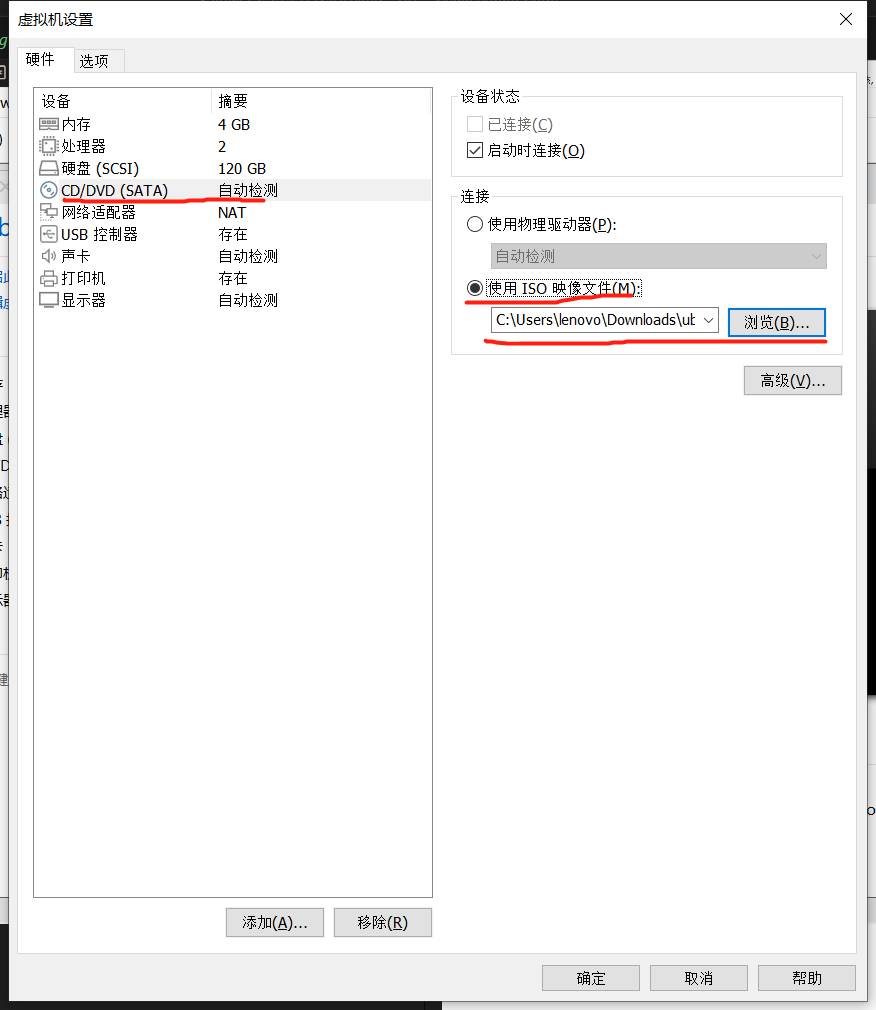 虚拟机设置
硬件 选项
设备 摘要
内存 4 GB
处理器 2
硬盘 (SCSI) 120 GB
CD/DVD (SATA) 自动检测
网络适配器 NAT
USB 控制器 存在
声卡 自动检测
打印机 存在
显示器 自动检测
添加(A)... 移除(R)
设备状态
已连接(C)
启动时连接(O)
连接
使用物理驱动器(P):
自动检测
使用 ISO 映像文件(M):
C:\Users\lenovo\Downloads\ub 浏览(B)...
高级(V)...
确定 取消 帮助